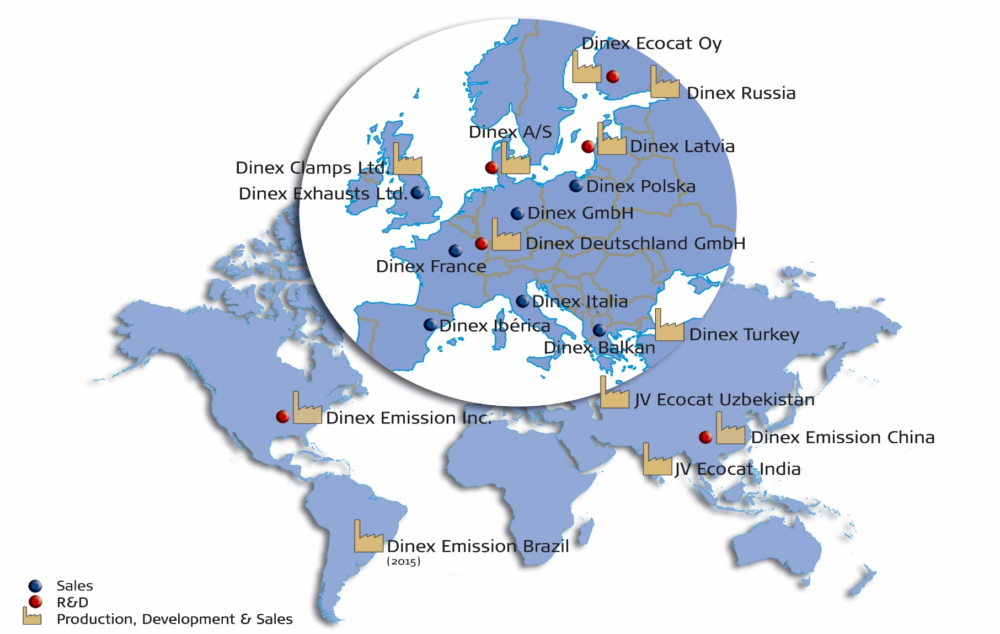 Dinex Ecocat Oy
Dinex Russia
Dinex A/S
Dinex Latvia
Dinex Clamps Ltd.
Dinex Polska
Dinex Exhausts Ltd.
Dinex GmbH
Dinex Deutschland GmbH
Dinex France
Dinex Italia
Dinex Ibérica
Dinex Turkey
Dinex Balkan
JV Ecocat Uzbekistan
Dinex Emission Inc.
Dinex Emission China
JV Ecocat India
Dinex Emission Brazil
(2015)
Sales
R&D
Production, Development & Sales